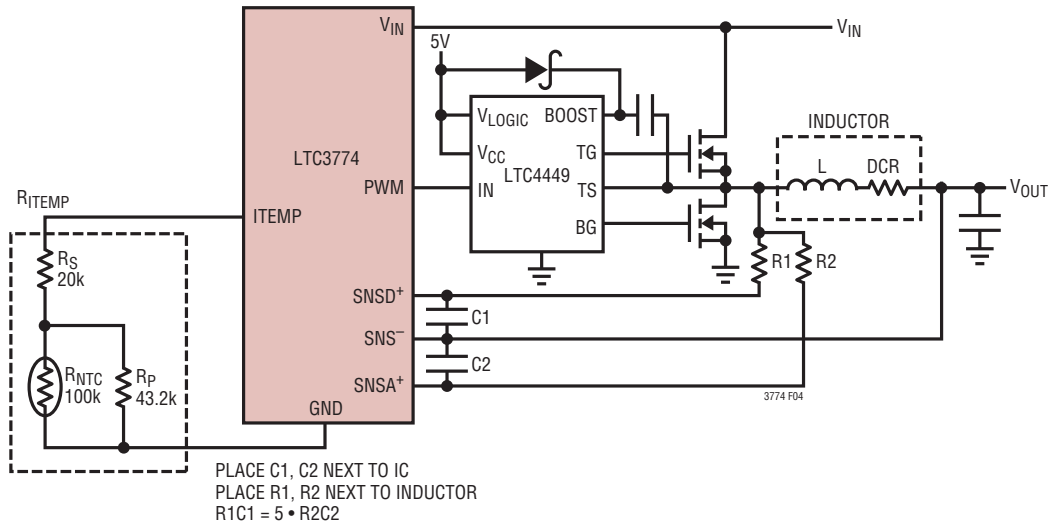 VIN
VIN
5V
INDUCTOR
VLOGIC
BOOST
LTC3774
VCC
TG
L
DCR
LTC4449
PWM
IN
TS
VOUT
RITEMP
ITEMP
BG
RS
20k
R1
R2
SNSD+
C1
SNS–
RNTC
100k
RP
43.2k
C2
SNSA+
3774 F04
GND
PLACE C1, C2 NEXT TO IC
PLACE R1, R2 NEXT TO INDUCTOR
R1C1 = 5 • R2C2